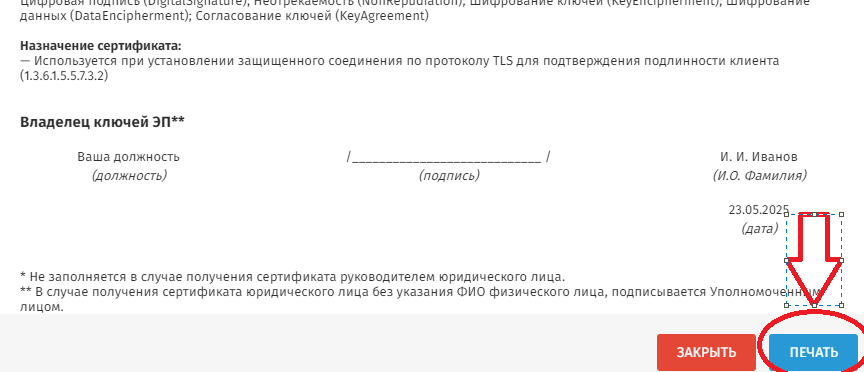 Цифровая подпись (DigitalSignature); Неотрекаемость (NonRepudiation); Шифрование ключей (KeyEncipherment); Шифрование
данных (DataEncipherment); Согласование ключей (KeyAgreement)
Назначение сертификата:
— Используется при установлении защищенного соединения по протоколу TLS для подтверждения подлинности клиента
(1.3.6.1.5.5.7.3.2)
Владелец ключей ЭП**
Ваша должность /____________________________ / И. И. Иванов
(должность) (подпись) (И.О. Фамилия)
23.05.2025
(дата)
* Не заполняется в случае получения сертификата руководителем юридического лица.
** В случае получения сертификата юридического лица без указания ФИО физического лица, подписывается Уполномоченным
лицом.
ЗАКРЫТЬ ПЕЧАТЬ